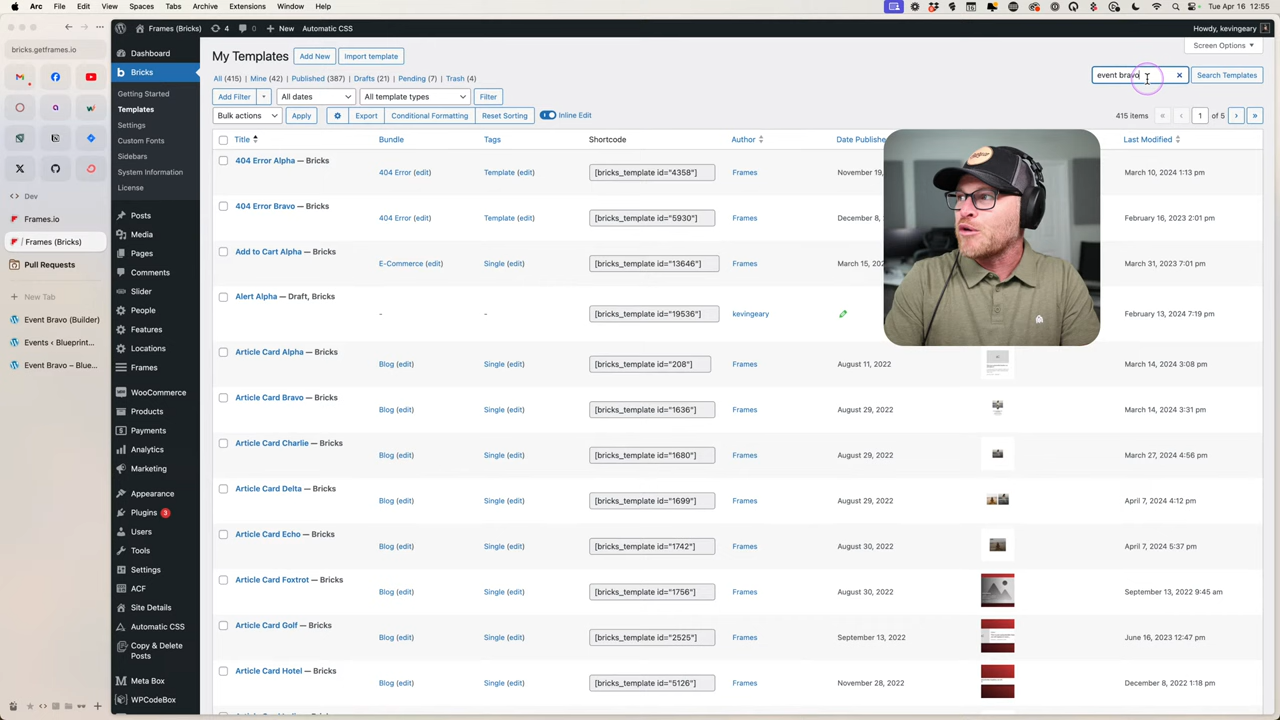 Arc File Edit View Spaces Tabs Archive Extensions Window Help
Tue Apr 16 12:55
bricks.getframes.io
Frames (Bricks) 4 0 New Automatic CSS
Howdy, kevingeary
Screen Options
Dev
Frames.io
Frames (Bricks)
Pull Requests
New Tab
Event Bravo (Builder)
Events ‹ Blueprint...
Event Bravo – Blue...
Dashboard
Bricks
Getting Started
Templates
Settings
Custom Fonts
Sidebars
System Information
License
Posts
Media
Pages
Comments
Slider
People
Features
Locations
Frames
WooCommerce
Products
Payments
Analytics
Marketing
Appearance
Plugins 3
Users
Tools
Settings
ACF
Site Details
Automatic CSS
Copy & Delete
Posts
Meta Box
WPCodeBox
My Templates Add New Import template
All (415) | Mine (42) | Published (387) | Drafts (21) | Pending (7) | Trash (4)
event bravo Search Templates
Add Filter All dates All template types Filter
Bulk actions Apply Export Conditional Formatting Reset Sorting Inline Edit
415 items « ‹ 1 of 5 › »
Title Bundle Tags Shortcode Author Date Publishe Last Modified
404 Error Alpha — Bricks 404 Error (edit) Template (edit) [bricks_template id="4358"] Frames November 19, March 10, 2024 1:13 pm
404 Error Bravo — Bricks 404 Error (edit) Template (edit) [bricks_template id="5930"] Frames December 8, February 16, 2023 2:01 pm
Add to Cart Alpha — Bricks E-Commerce (edit) Single (edit) [bricks_template id="13646"] Frames March 15, 202 March 31, 2023 7:01 pm
Alert Alpha — Draft, Bricks - - [bricks_template id="19536"] kevingeary February 13, 2024 7:19 pm
Article Card Alpha — Bricks Blog (edit) Single (edit) [bricks_template id="208"] Frames August 11, 2022 March 14, 2024 3:31 pm
Article Card Bravo — Bricks Blog (edit) Single (edit) [bricks_template id="1636"] Frames August 29, 2022 March 14, 2024 3:31 pm
Article Card Charlie — Bricks Blog (edit) Single (edit) [bricks_template id="1680"] Frames August 29, 2022 March 27, 2024 4:56 pm
Article Card Delta — Bricks Blog (edit) Single (edit) [bricks_template id="1699"] Frames August 29, 2022 April 7, 2024 4:12 pm
Article Card Echo — Bricks Blog (edit) Single (edit) [bricks_template id="1742"] Frames August 30, 2022 April 7, 2024 5:37 pm
Article Card Foxtrot — Bricks Blog (edit) Single (edit) [bricks_template id="1756"] Frames August 30, 2022 September 13, 2022 9:45 am
Article Card Golf — Bricks Blog (edit) Single (edit) [bricks_template id="2525"] Frames September 13, 2022 June 16, 2023 12:47 pm
Article Card Hotel — Bricks Blog (edit) Single (edit) [bricks_template id="5126"] Frames November 28, 2022 December 8, 2022 1:18 pm